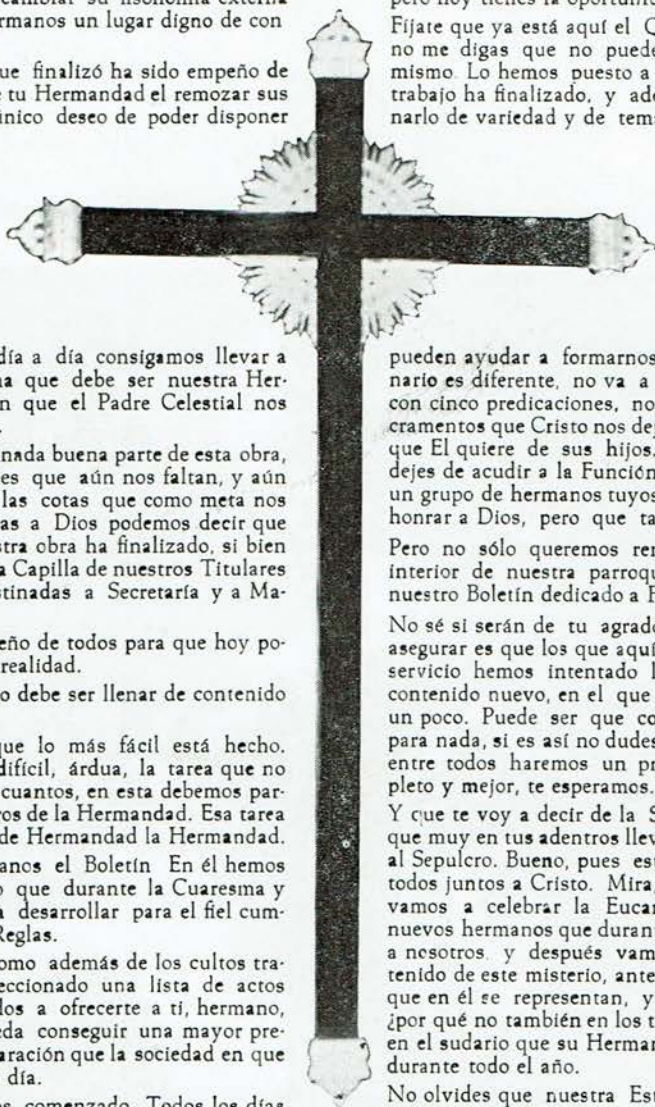 rmanos un lugar digno de con
ue finalizó ha sido empeño de
e tu Hermandad el remozar sus
único deseo de poder disponer
día a día consigamos llevar a
na que debe ser nuestra Her-
n que el Padre Celestial nos
nada buena parte de esta obra,
es que aún nos faltan, y aún
las cotas que como meta nos
as a Dios podemos decir que
stra obra ha finalizado, si bien
a Capilla de nuestros Titulares
stinadas a Secretaría y a Ma-
eño de todos para que hoy po-
realidad.
o debe ser llenar de contenido
que lo más fácil está hecho.
difícil, árdua, la tarea que no
cuantos, en esta debemos par-
ros de la Hermandad. Esa tarea
de Hermandad la Hermandad.
anos el Boletín En él hemos
o que durante la Cuaresma y
a desarrollar para el fiel cum-
Reglas.
omo además de los cultos tra-
eccionado una lista de actos
los a ofrecerte a ti, hermano,
eda conseguir una mayor pre-
aración que la sociedad en que
día.
os comenzado. Todos los días
Fíjate que ya está aquí el Q
no me digas que no puede
mismo. Lo hemos puesto a
trabajo ha finalizado, y ade
narlo de variedad y de tem
pueden ayudar a formarnos
nario es diferente, no va a
con cinco predicaciones, no
cramentos que Cristo nos dej
que El quiere de sus hijos.
dejes de acudir a la Función
un grupo de hermanos tuyos
honrar a Dios, pero que ta
Pero no sólo queremos ren
interior de nuestra parroqu
nuestro Boletín dedicado a F
No sé si serán de tu agrado
asegurar es que los que aquí
servicio hemos intentado l
contenido nuevo, en el que
un poco. Puede ser que co
para nada, si es así no dudes
entre todos haremos un pr
pleto y mejor, te esperamos.
Y que te voy a decir de la S
que muy en tus adentros llev
al Sepulcro. Bueno, pues est
todos juntos a Cristo. Mira,
vamos a celebrar la Eucar
nuevos hermanos que durant
a nosotros. y después vam
tenido de este misterio, ante
que en él se representan, y
¿por qué no también en los t
en el sudario que su Herman
durante todo el año.
No olvides que nuestra Est